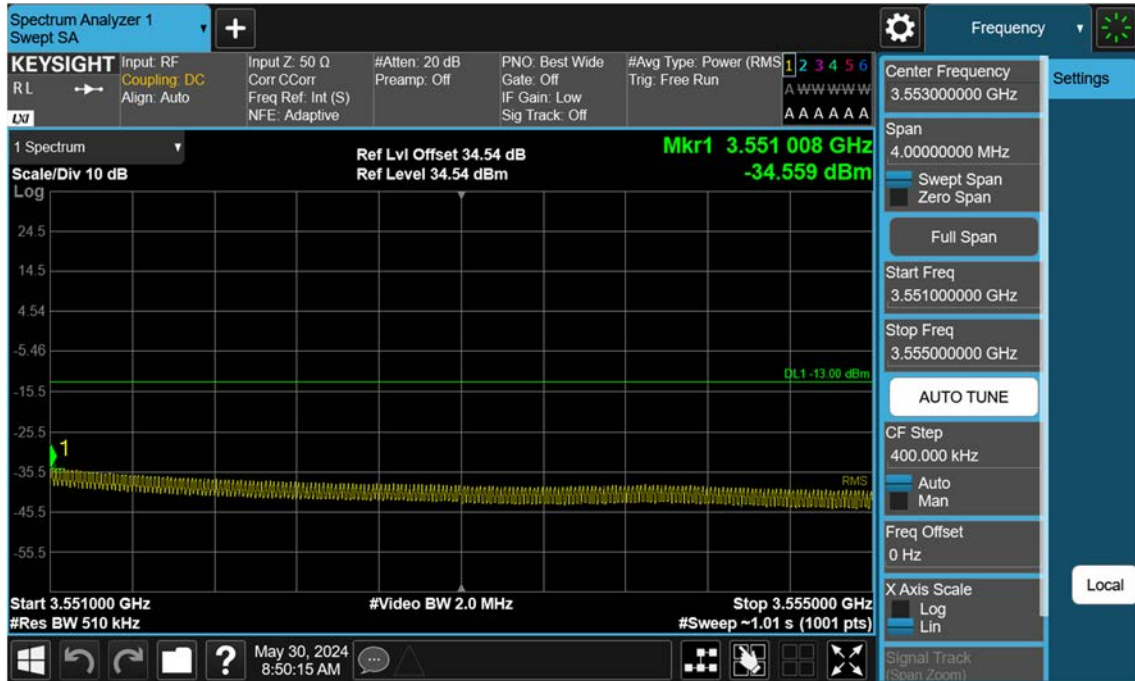 Spectrum Analyzer 1
Swept SA
Frequency
KEYSIGHT
RL
LXI
Input: RF
Coupling: DC
Align: Auto
Input Z: 50 Ω
Corr CCorr
Freq Ref: Int (S)
NFE: Adaptive
#Atten: 20 dB
Preamp: Off
PNO: Best Wide
Gate: Off
IF Gain: Low
Sig Track: Off
#Avg Type: Power (RMS
Trig: Free Run
1 2 3 4 5 6
A W W W W W
A A A A A A
1 Spectrum
Scale/Div 10 dB
Ref Lvl Offset 34.54 dB
Ref Level 34.54 dBm
Mkr1 3.551 008 GHz
-34.559 dBm
Log
24.5
14.5
4.54
-5.46
DL1 -13.00 dBm
-15.5
-25.5
1
-35.5
RMS
-45.5
-55.5
Start 3.551000 GHz
#Video BW 2.0 MHz
Stop 3.555000 GHz
#Res BW 510 kHz
#Sweep ~1.01 s (1001 pts)
May 30, 2024
8:50:15 AM
Center Frequency
3.553000000 GHz
Span
4.00000000 MHz
Swept Span
Zero Span
Full Span
Start Freq
3.551000000 GHz
Stop Freq
3.555000000 GHz
AUTO TUNE
CF Step
400.000 kHz
Auto
Man
Freq Offset
0 Hz
X Axis Scale
Log
Lin
Signal Track
(Span Zoom)
Settings
Local